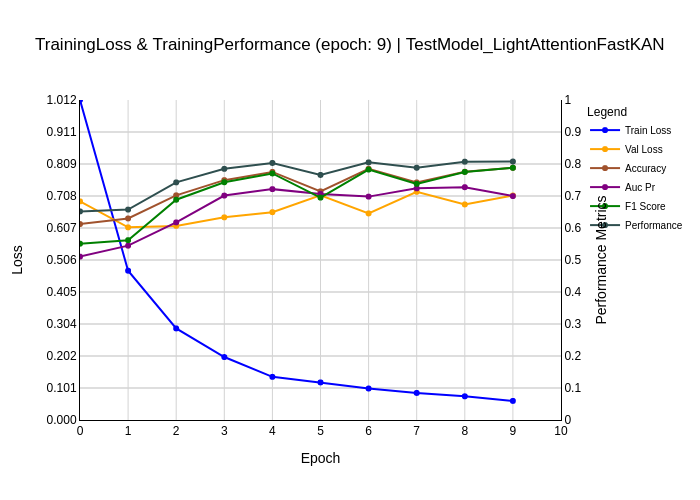 TrainingLoss & TrainingPerformance (epoch: 9) | TestModel_LightAttentionFastKAN
1.012
0.911
0.809
0.708
0.607
0.506
0.405
0.304
0.202
0.101
0.000
Loss
0 1 2 3 4 5 6 7 8 9 10
Epoch
1
0.9
0.8
0.7
0.6
0.5
0.4
0.3
0.2
0.1
0
Performance Metrics
Legend
Train Loss
Val Loss
Accuracy
Auc Pr
F1 Score
Performance